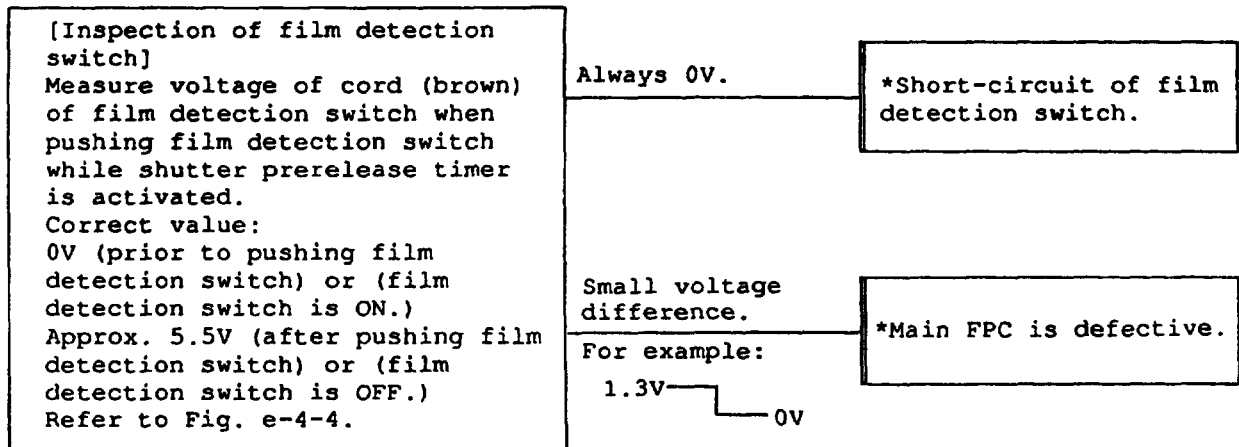 [Inspection of film detection
switch]
Measure voltage of cord (brown)
of film detection switch when
pushing film detection switch
while shutter prerelease timer
is activated.
Correct value:
0V (prior to pushing film
detection switch) or (film
detection switch is ON.)
Approx. 5.5V (after pushing film
detection switch) or (film
detection switch is OFF.)
Refer to Fig. e-4-4.
Always 0V.
*Short-circuit of film
detection switch.
Small voltage
difference.
For example:
1.3V
0V
*Main FPC is defective.